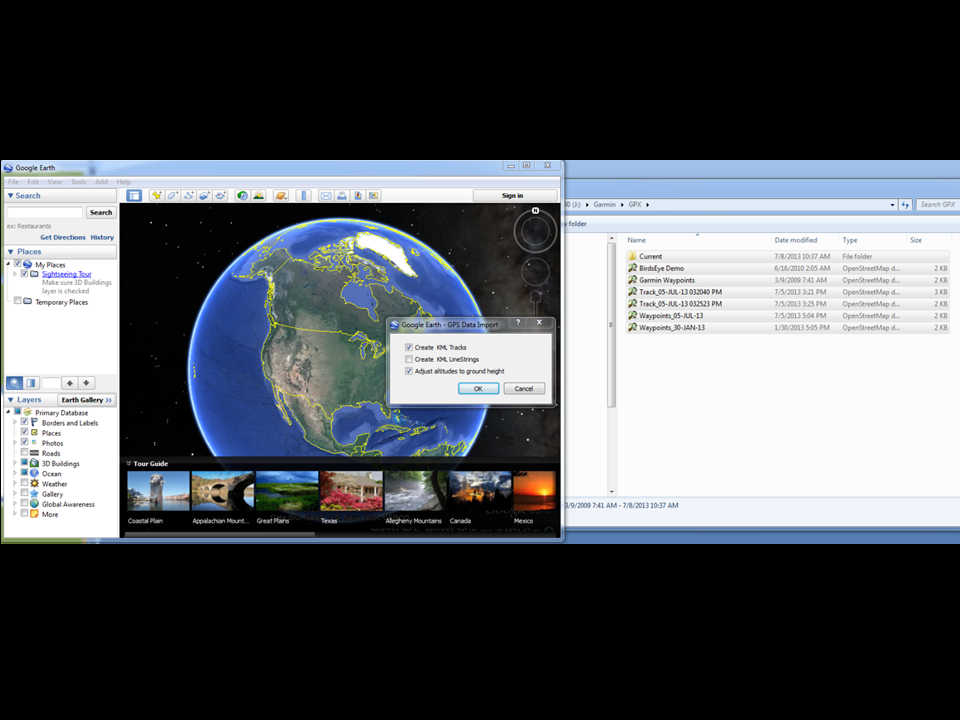 Google Earth
File Edit View Tools Add Help
Search
Search
ex: Restaurants
Get Directions History
Places
My Places
Sightseeing Tour
Make sure 3D Buildings
layer is checked
Temporary Places
Layers Earth Gallery >>
Primary Database
Borders and Labels
Places
Photos
Roads
3D Buildings
Ocean
Weather
Gallery
Global Awareness
More
Sign in
N
Google Earth - GPS Data Import ? X
Create KML Tracks
Create KML LineStrings
Adjust altitudes to ground height
OK Cancel
Tour Guide
Coastal Plain Appalachian Mount... Great Plains Texas Allegheny Mountains Canada Mexico
Garmin GPX Search GPX
folder
Name Date modified Type Size
Current 7/8/2013 10:37 AM File folder
BirdsEye Demo 6/16/2010 2:05 AM OpenStreetMap d... 2 KB
Garmin Waypoints 3/9/2009 7:41 AM OpenStreetMap d... 2 KB
Track_05-JUL-13 032040 PM 7/5/2013 3:21 PM OpenStreetMap d... 3 KB
Track_05-JUL-13 032523 PM 7/5/2013 3:25 PM OpenStreetMap d... 2 KB
Waypoints_05-JUL-13 7/5/2013 5:04 PM OpenStreetMap d... 2 KB
Waypoints_30-JAN-13 1/30/2013 5:05 PM OpenStreetMap d... 2 KB
3/9/2009 7:41 AM - 7/8/2013 10:37 AM